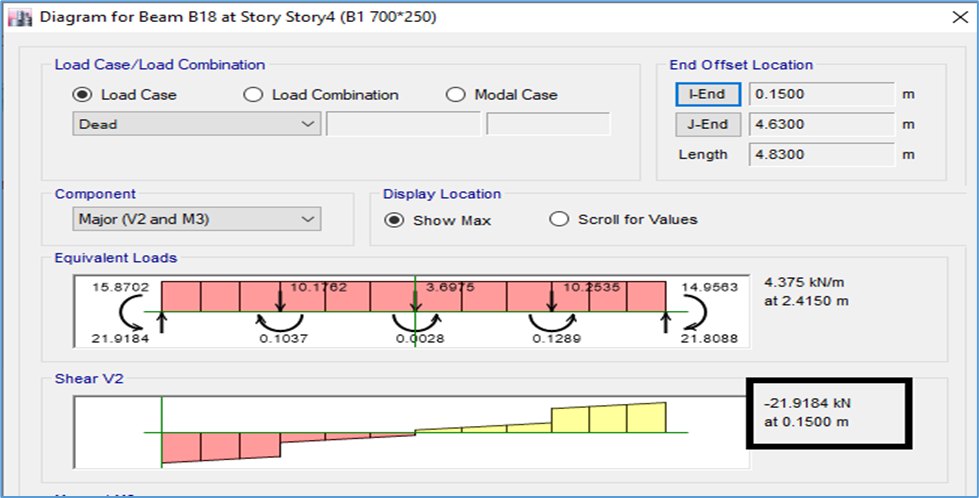 Diagram for Beam B18 at Story Story4 (B1 700*250)
Load Case/Load Combination
Load Case Load Combination Modal Case
Dead
End Offset Location
I-End 0.1500 m
J-End 4.6300 m
Length 4.8300 m
Component
Major (V2 and M3)
Display Location
Show Max Scroll for Values
Equivalent Loads
15.8702 10.1762 3.6975 10.2535 14.9563
21.9184 0.1037 0.0028 0.1289 21.8088
4.375 kN/m
at 2.4150 m
Shear V2
-21.9184 kN
at 0.1500 m